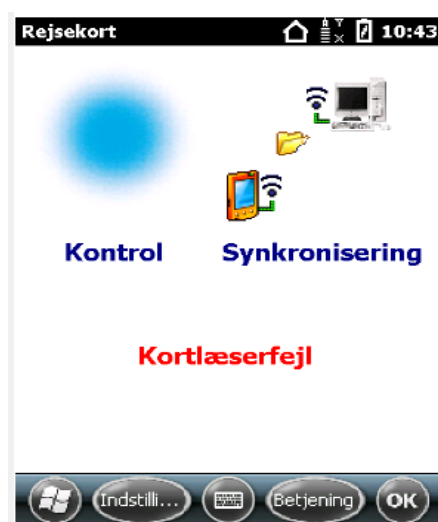 Rejsekort 10:43
Kontrol Synkronisering
Kortlæserfejl
Indstilli... Betjening OK